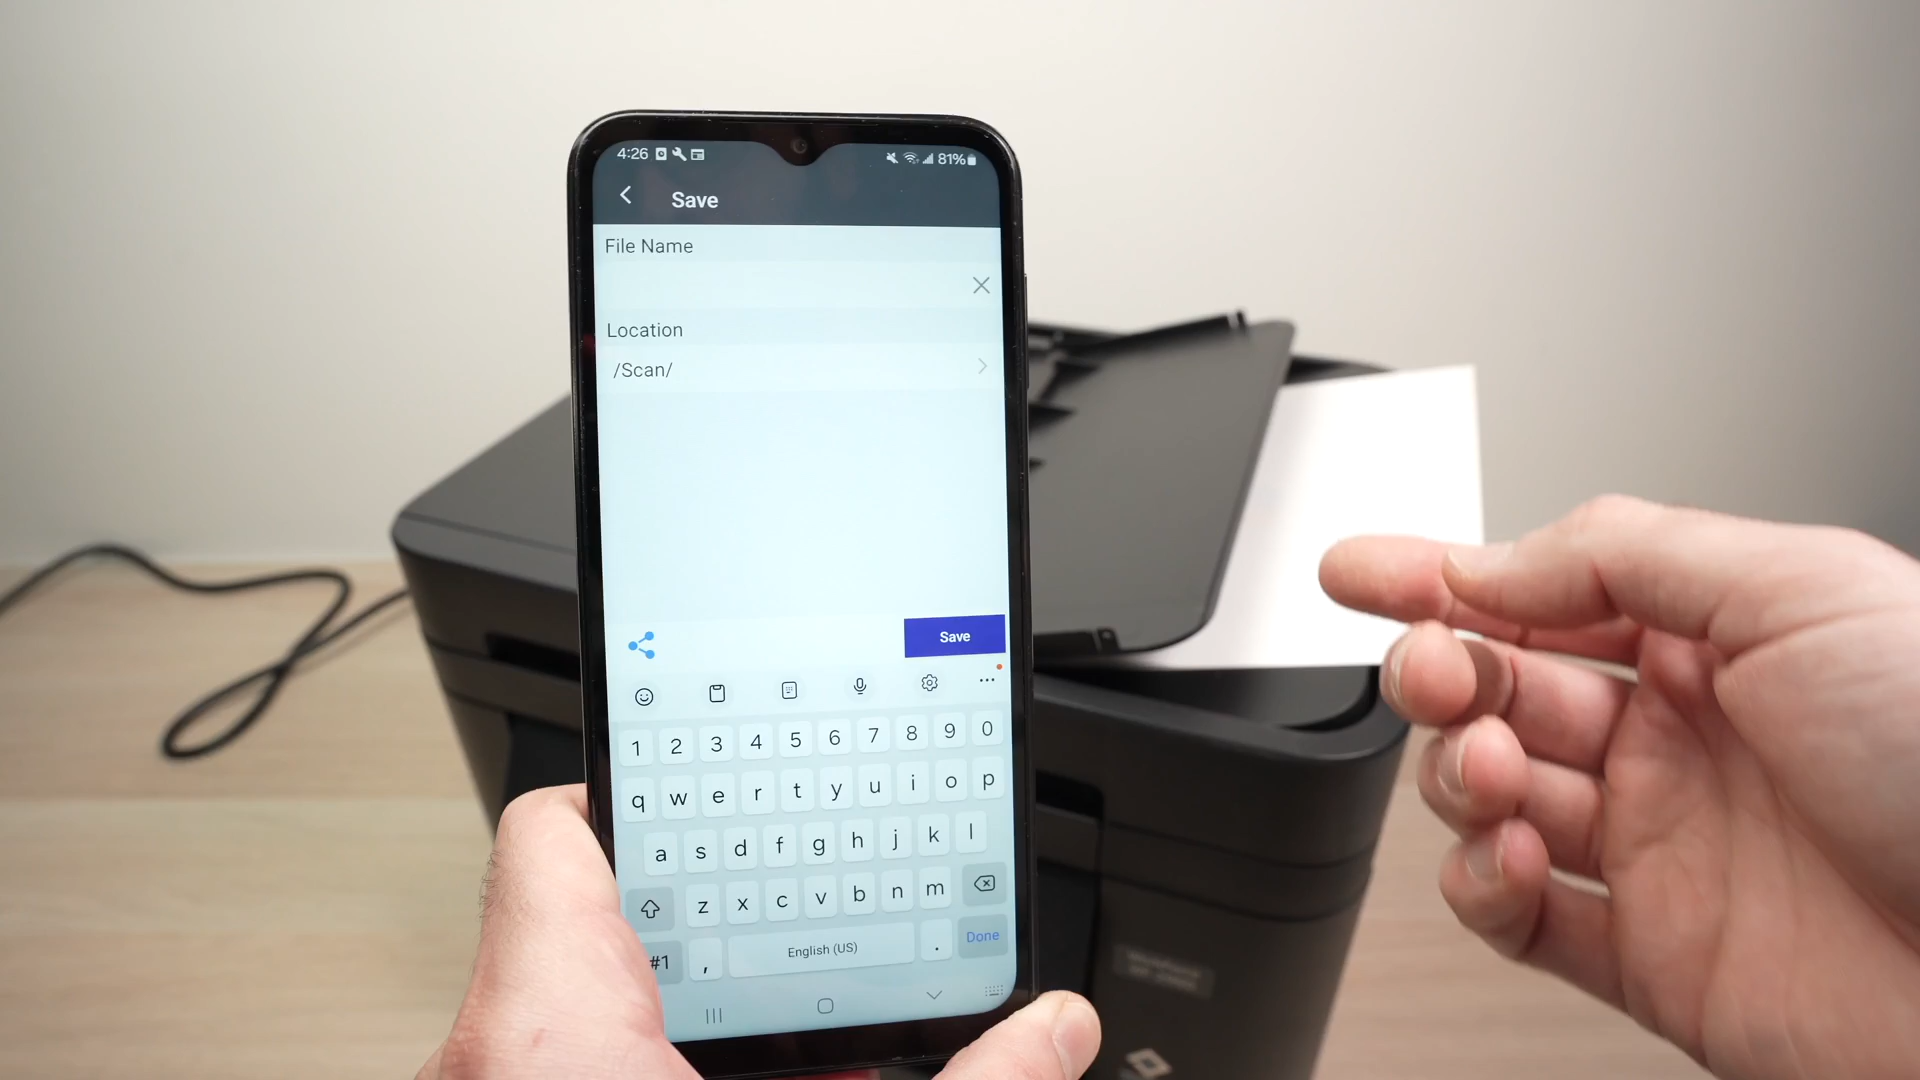 4:26 81%
Save
File Name
Location
/Scan/
Save
1 2 3 4 5 6 7 8 9 0
q w e r t y u i o p
a s d f g h j k l
z x c v b n m
#1 , English (US) . Done